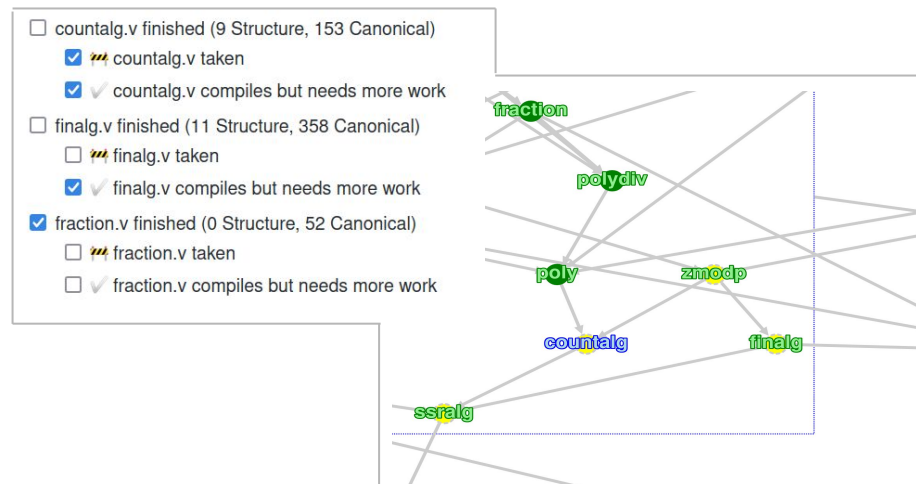 countalg.v finished (9 Structure, 153 Canonical)
🚧 countalg.v taken
✔ countalg.v compiles but needs more work
finalg.v finished (11 Structure, 358 Canonical)
🚧 finalg.v taken
✔ finalg.v compiles but needs more work
fraction.v finished (0 Structure, 52 Canonical)
🚧 fraction.v taken
✔ fraction.v compiles but needs more work
fraction
polydiv
poly
zmodp
countalg
finalg
ssralg